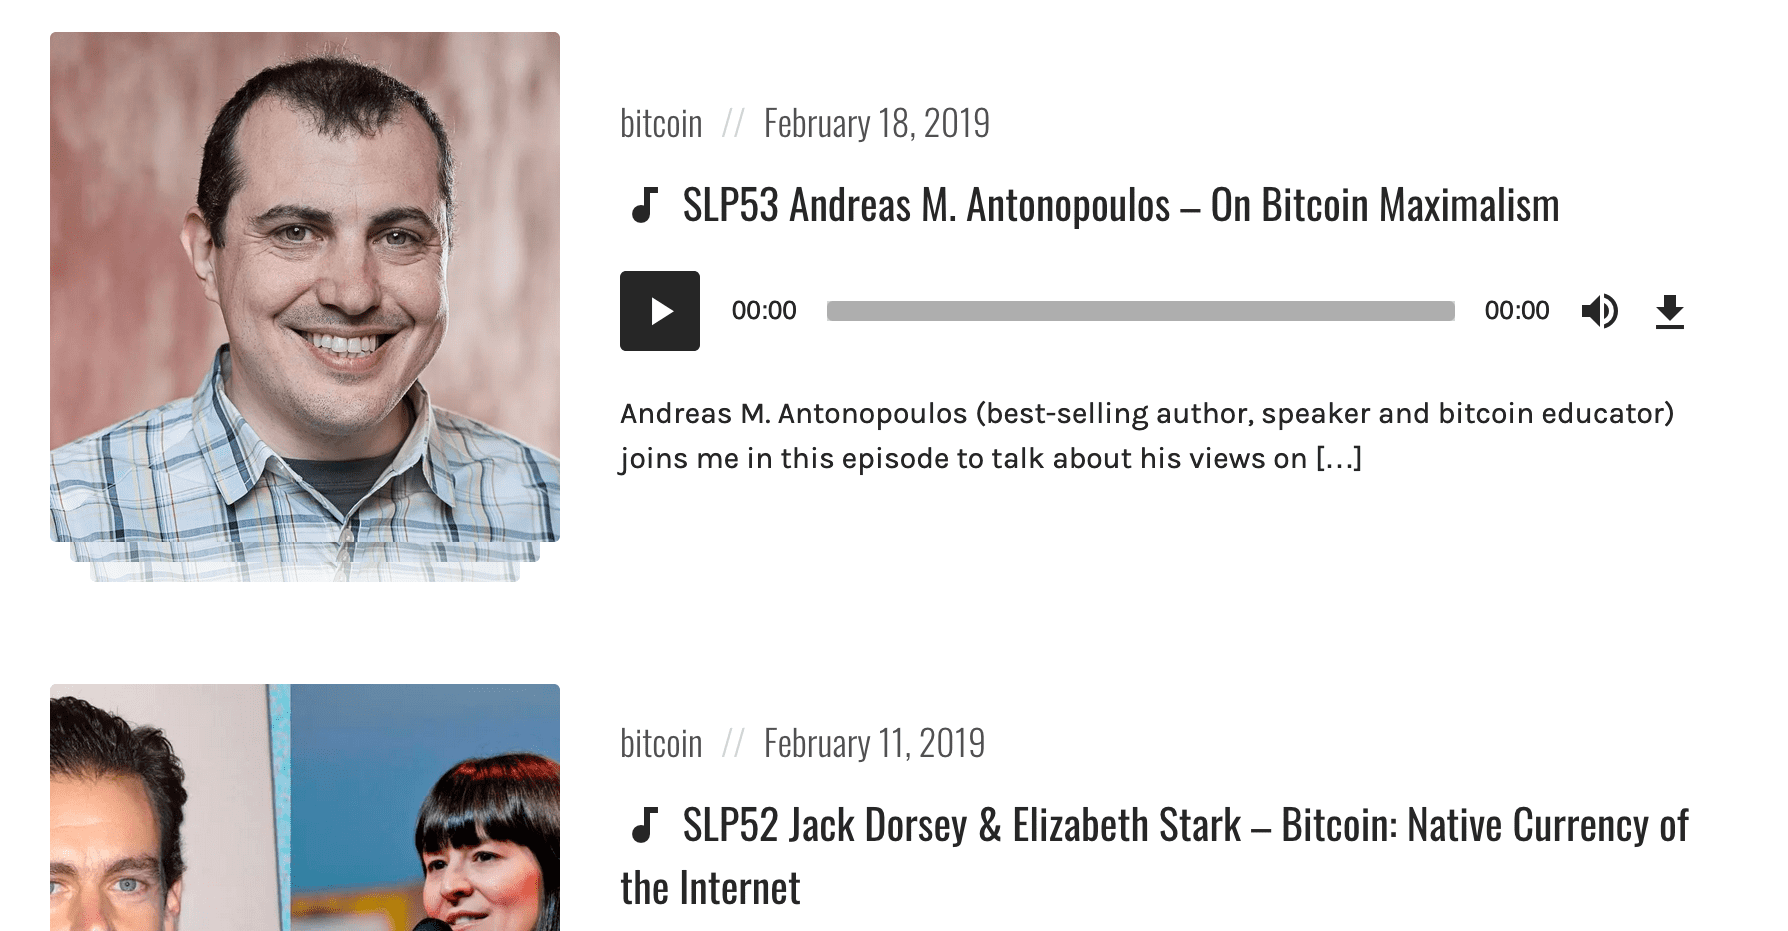 bitcoin // February 18, 2019
SLP53 Andreas M. Antonopoulos – On Bitcoin Maximalism
00:00 00:00
Andreas M. Antonopoulos (best-selling author, speaker and bitcoin educator)
joins me in this episode to talk about his views on […]
bitcoin // February 11, 2019
SLP52 Jack Dorsey & Elizabeth Stark – Bitcoin: Native Currency of
the Internet